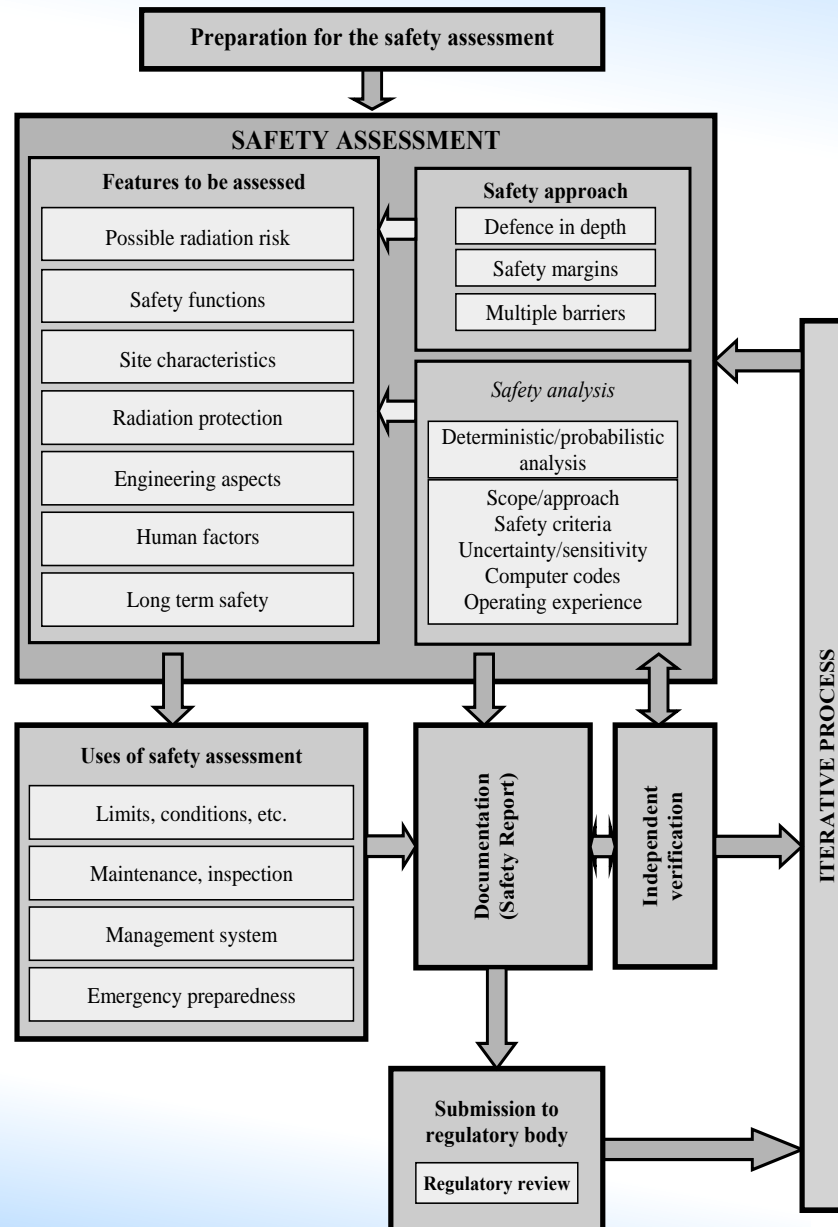 Preparation for the safety assessment
SAFETY ASSESSMENT
Features to be assessed
Possible radiation risk
Safety functions
Site characteristics
Radiation protection
Engineering aspects
Human factors
Long term safety
Safety approach
Defence in depth
Safety margins
Multiple barriers
Safety analysis
Deterministic/probabilistic
analysis
Scope/approach
Safety criteria
Uncertainty/sensitivity
Computer codes
Operating experience
Uses of safety assessment
Limits, conditions, etc.
Maintenance, inspection
Management system
Emergency preparedness
Documentation
(Safety Report)
Independent
verification
ITERATIVE PROCESS
Submission to
regulatory body
Regulatory review